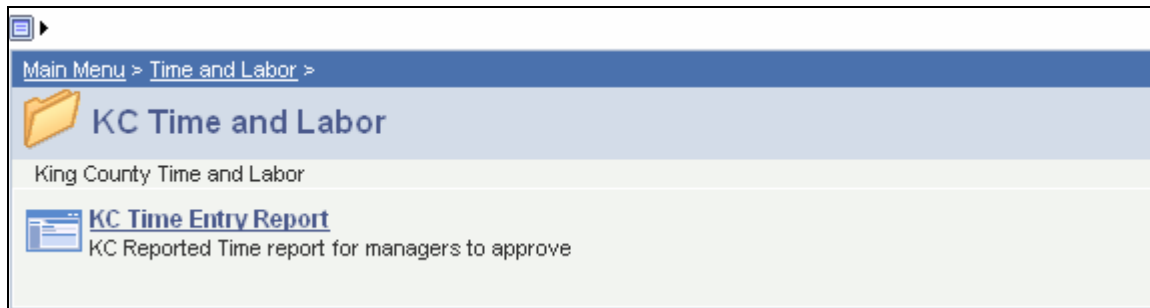 Main Menu > Time and Labor >
KC Time and Labor
King County Time and Labor
KC Time Entry Report
KC Reported Time report for managers to approve